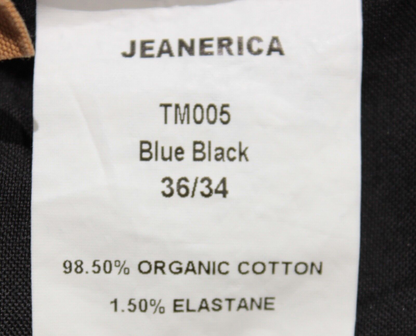 JEANERICA
TM005
Blue Black
36/34
98.50% ORGANIC COTTON
1.50% ELASTANE